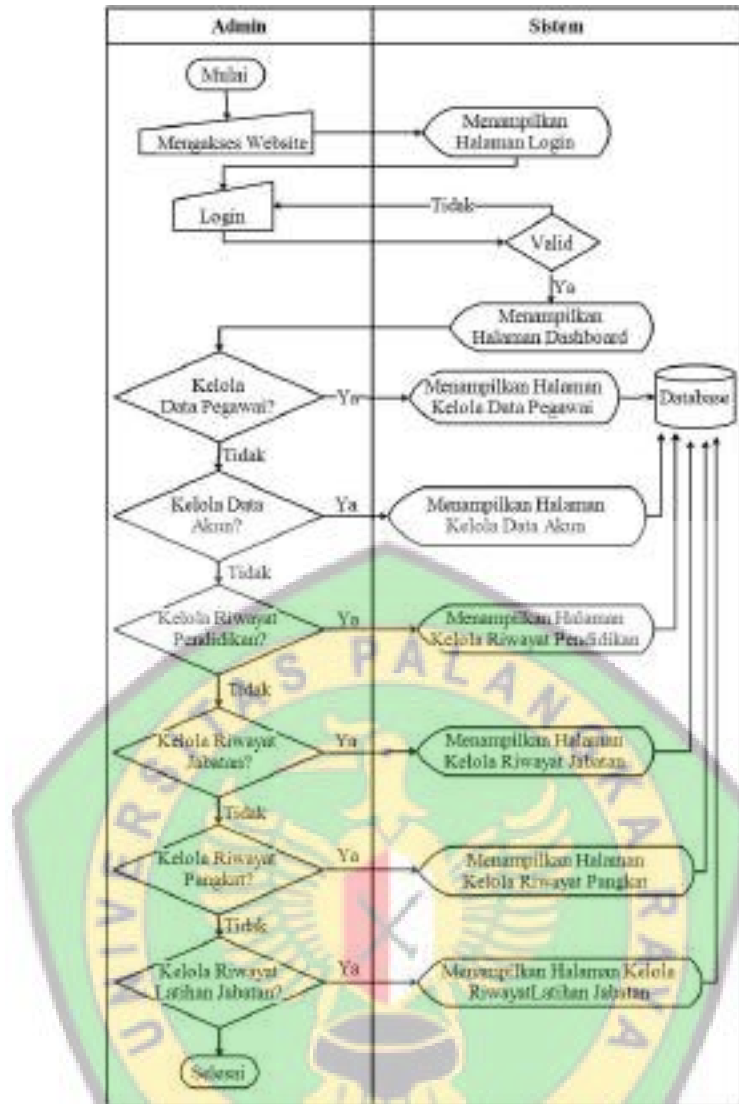 Admin
Sistem
Mulai
Mengakses Website
Menampilkan
Halaman Login
Login
Tidak
Valid
Ya
Menampilkan
Halaman Dashboard
Kelola
Data Pegawai?
Ya
Menampilkan Halaman
Kelola Data Pegawai
Database
Tidak
Kelola Data
Akun?
Ya
Menampilkan Halaman
Kelola Data Akun
Tidak
Kelola Riwayat
Pendidikan?
Ya
Menampilkan Halaman
Kelola Riwayat Pendidikan
Tidak
Kelola Riwayat
Jabatan?
Ya
Menampilkan Halaman
Kelola Riwayat Jabatan
Tidak
Kelola Riwayat
Pangkat?
Ya
Menampilkan Halaman
Kelola Riwayat Pangkat
Tidak
Kelola Riwayat
Latihan Jabatan?
Ya
Menampilkan Halaman Kelola
RiwayatLatihan Jabatan
Selesai
UNIVERSITAS PALANGKA RAYA